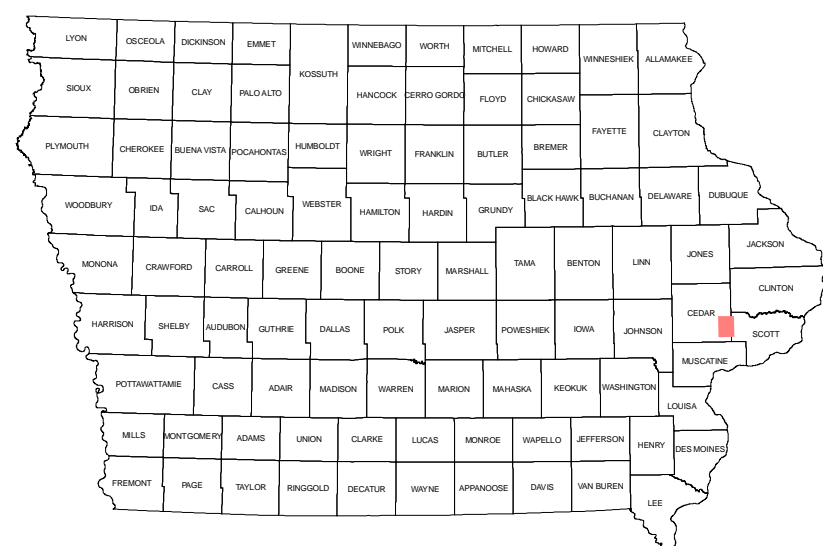 LYON OSCEOLA DICKINSON EMMET KOSSUTH WINNEBAGO WORTH MITCHELL HOWARD WINNESHIEK ALLAMAKEE
SIOUX OBRIEN CLAY PALO ALTO HANCOCK CERRO GORDO FLOYD CHICKASAW
PLYMOUTH CHEROKEE BUENA VISTA POCAHONTAS HUMBOLDT WRIGHT FRANKLIN BUTLER BREMER FAYETTE CLAYTON
WOODBURY IDA SAC CALHOUN WEBSTER HAMILTON HARDIN GRUNDY BLACK HAWK BUCHANAN DELAWARE DUBUQUE
MONONA CRAWFORD CARROLL GREENE BOONE STORY MARSHALL TAMA BENTON LINN JONES JACKSON
CLINTON
HARRISON SHELBY AUDUBON GUTHRIE DALLAS POLK JASPER POWESHIEK IOWA JOHNSON CEDAR SCOTT
MUSCATINE
POTTAWATTAMIE CASS ADAIR MADISON WARREN MARION MAHASKA KEOKUK WASHINGTON LOUISA
MILLS MONTGOMERY ADAMS UNION CLARKE LUCAS MONROE WAPELLO JEFFERSON HENRY DES MOINES
FREMONT PAGE TAYLOR RINGGOLD DECATUR WAYNE APPANOOSE DAVIS VAN BUREN LEE